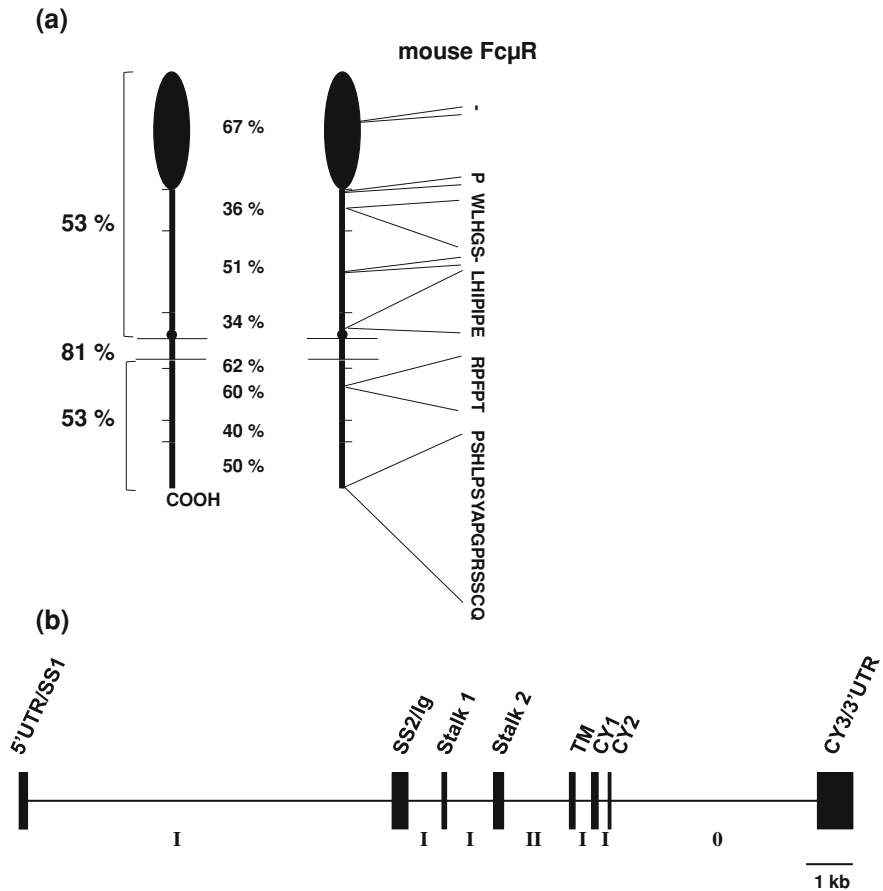 (a)
mouse FcμR
67 %
36 %
51 %
34 %
62 %
60 %
40 %
50 %
53 %
81 %
53 %
COOH
-
P
WLHGS-
LHIPIPE
RPFPT
PSHLPSYAPGPRSSCQ
(b)
5'UTR/SS1
SS2/Ig
Stalk 1
Stalk 2
TM
CY1
CY2
CY3/3'UTR
I
I
I
II
I
I
0
1 kb